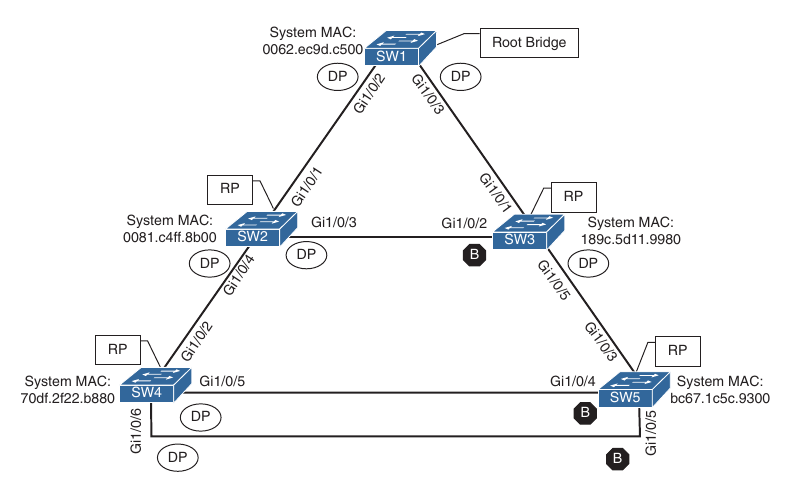 System MAC:
0062.ec9d.c500
SW1
Root Bridge
DP
DP
Gi1/0/2
Gi1/0/3
RP
Gi1/0/1
Gi1/0/1
RP
System MAC:
0081.c4ff.8b00
SW2
Gi1/0/3
Gi1/0/2
SW3
System MAC:
189c.5d11.9980
DP
DP
B
DP
Gi1/0/4
Gi1/0/5
RP
Gi1/0/2
Gi1/0/3
RP
System MAC:
70df.2f22.b880
SW4
Gi1/0/5
Gi1/0/4
SW5
System MAC:
bc67.1c5c.9300
DP
B
Gi1/0/6
Gi1/0/5
DP
B